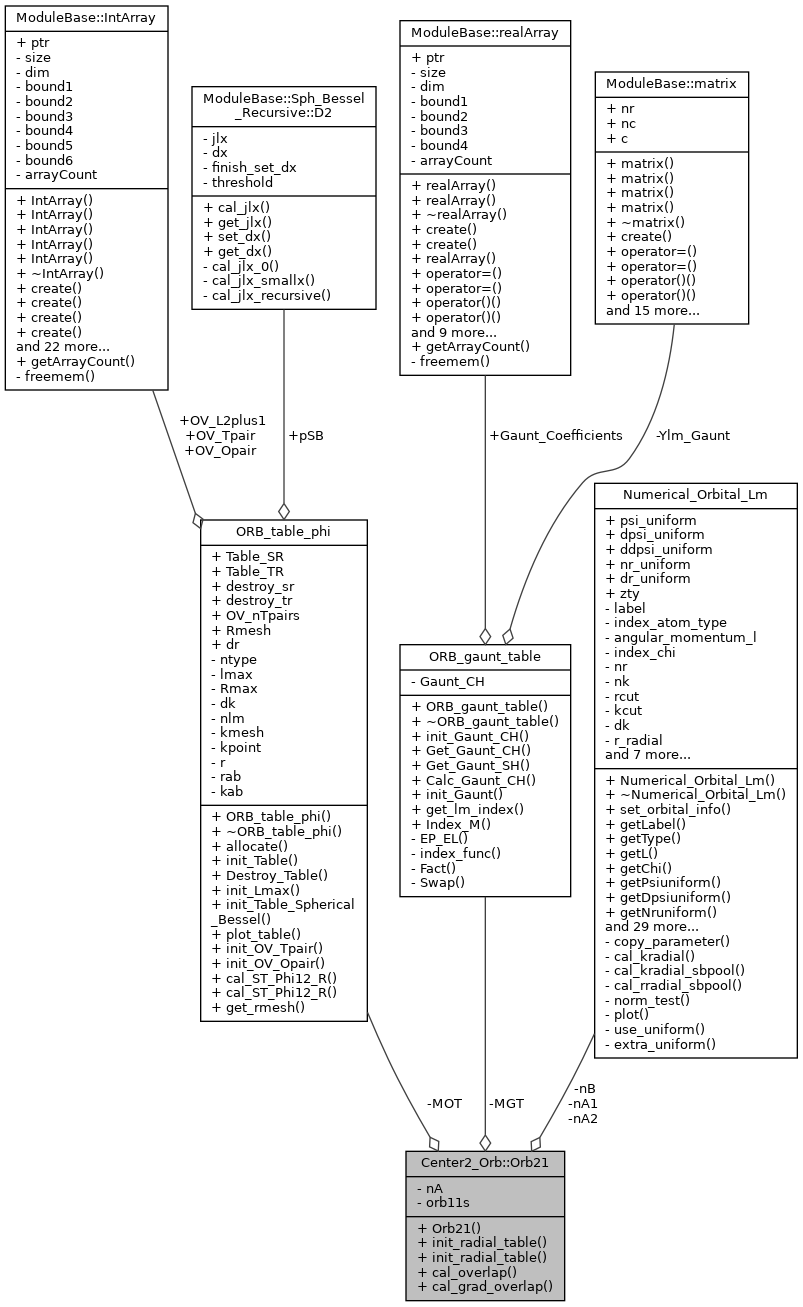 ModuleBase::IntArray
+ ptr
- size
- dim
- bound1
- bound2
- bound3
- bound4
- bound5
- bound6
- arrayCount
+ IntArray()
+ IntArray()
+ IntArray()
+ IntArray()
+ IntArray()
+ ~IntArray()
+ create()
+ create()
+ create()
+ create()
and 22 more...
+ getArrayCount()
- freemem()
ModuleBase::Sph_Bessel
_Recursive::D2
- jlx
- dx
- finish_set_dx
- threshold
+ cal_jlx()
+ get_jlx()
+ set_dx()
+ get_dx()
- cal_jlx_0()
- cal_jlx_smallx()
- cal_jlx_recursive()
ModuleBase::realArray
+ ptr
- size
- dim
- bound1
- bound2
- bound3
- bound4
- arrayCount
+ realArray()
+ realArray()
+ ~realArray()
+ create()
+ create()
+ realArray()
+ operator=()
+ operator=()
+ operator()()
+ operator()()
and 9 more...
+ getArrayCount()
- freemem()
ModuleBase::matrix
+ nr
+ nc
+ c
+ matrix()
+ matrix()
+ matrix()
+ matrix()
+ ~matrix()
+ create()
+ operator=()
+ operator=()
+ operator()()
+ operator()()
and 15 more...
+OV_L2plus1
+OV_Tpair
+OV_Opair
+pSB
+Gaunt_Coefficients
-Ylm_Gaunt
ORB_table_phi
+ Table_SR
+ Table_TR
+ destroy_sr
+ destroy_tr
+ OV_nTpairs
+ Rmesh
+ dr
- ntype
- lmax
- Rmax
- dk
- nlm
- kmesh
- kpoint
- r
- rab
- kab
+ ORB_table_phi()
+ ~ORB_table_phi()
+ allocate()
+ init_Table()
+ Destroy_Table()
+ init_Lmax()
+ init_Table_Spherical
_Bessel()
+ plot_table()
+ init_OV_Tpair()
+ init_OV_Opair()
+ cal_ST_Phi12_R()
+ cal_ST_Phi12_R()
+ get_rmesh()
ORB_gaunt_table
- Gaunt_CH
+ ORB_gaunt_table()
+ ~ORB_gaunt_table()
+ init_Gaunt_CH()
+ Get_Gaunt_CH()
+ Get_Gaunt_SH()
+ Calc_Gaunt_CH()
+ init_Gaunt()
+ get_lm_index()
+ Index_M()
- EP_EL()
- index_func()
- Fact()
- Swap()
Numerical_Orbital_Lm
+ psi_uniform
+ dpsi_uniform
+ ddpsi_uniform
+ nr_uniform
+ dr_uniform
+ zty
- label
- index_atom_type
- angular_momentum_l
- index_chi
- nr
- nk
- rcut
- kcut
- dk
- r_radial
and 7 more...
+ Numerical_Orbital_Lm()
+ ~Numerical_Orbital_Lm()
+ set_orbital_info()
+ getLabel()
+ getType()
+ getL()
+ getChi()
+ getPsiuniform()
+ getDpsiuniform()
+ getNruniform()
and 29 more...
- copy_parameter()
- cal_kradial()
- cal_kradial_sbpool()
- cal_rradial_sbpool()
- norm_test()
- plot()
- use_uniform()
- extra_uniform()
-MOT
-MGT
-nB
-nA1
-nA2
Center2_Orb::Orb21
- nA
- orb11s
+ Orb21()
+ init_radial_table()
+ init_radial_table()
+ cal_overlap()
+ cal_grad_overlap()